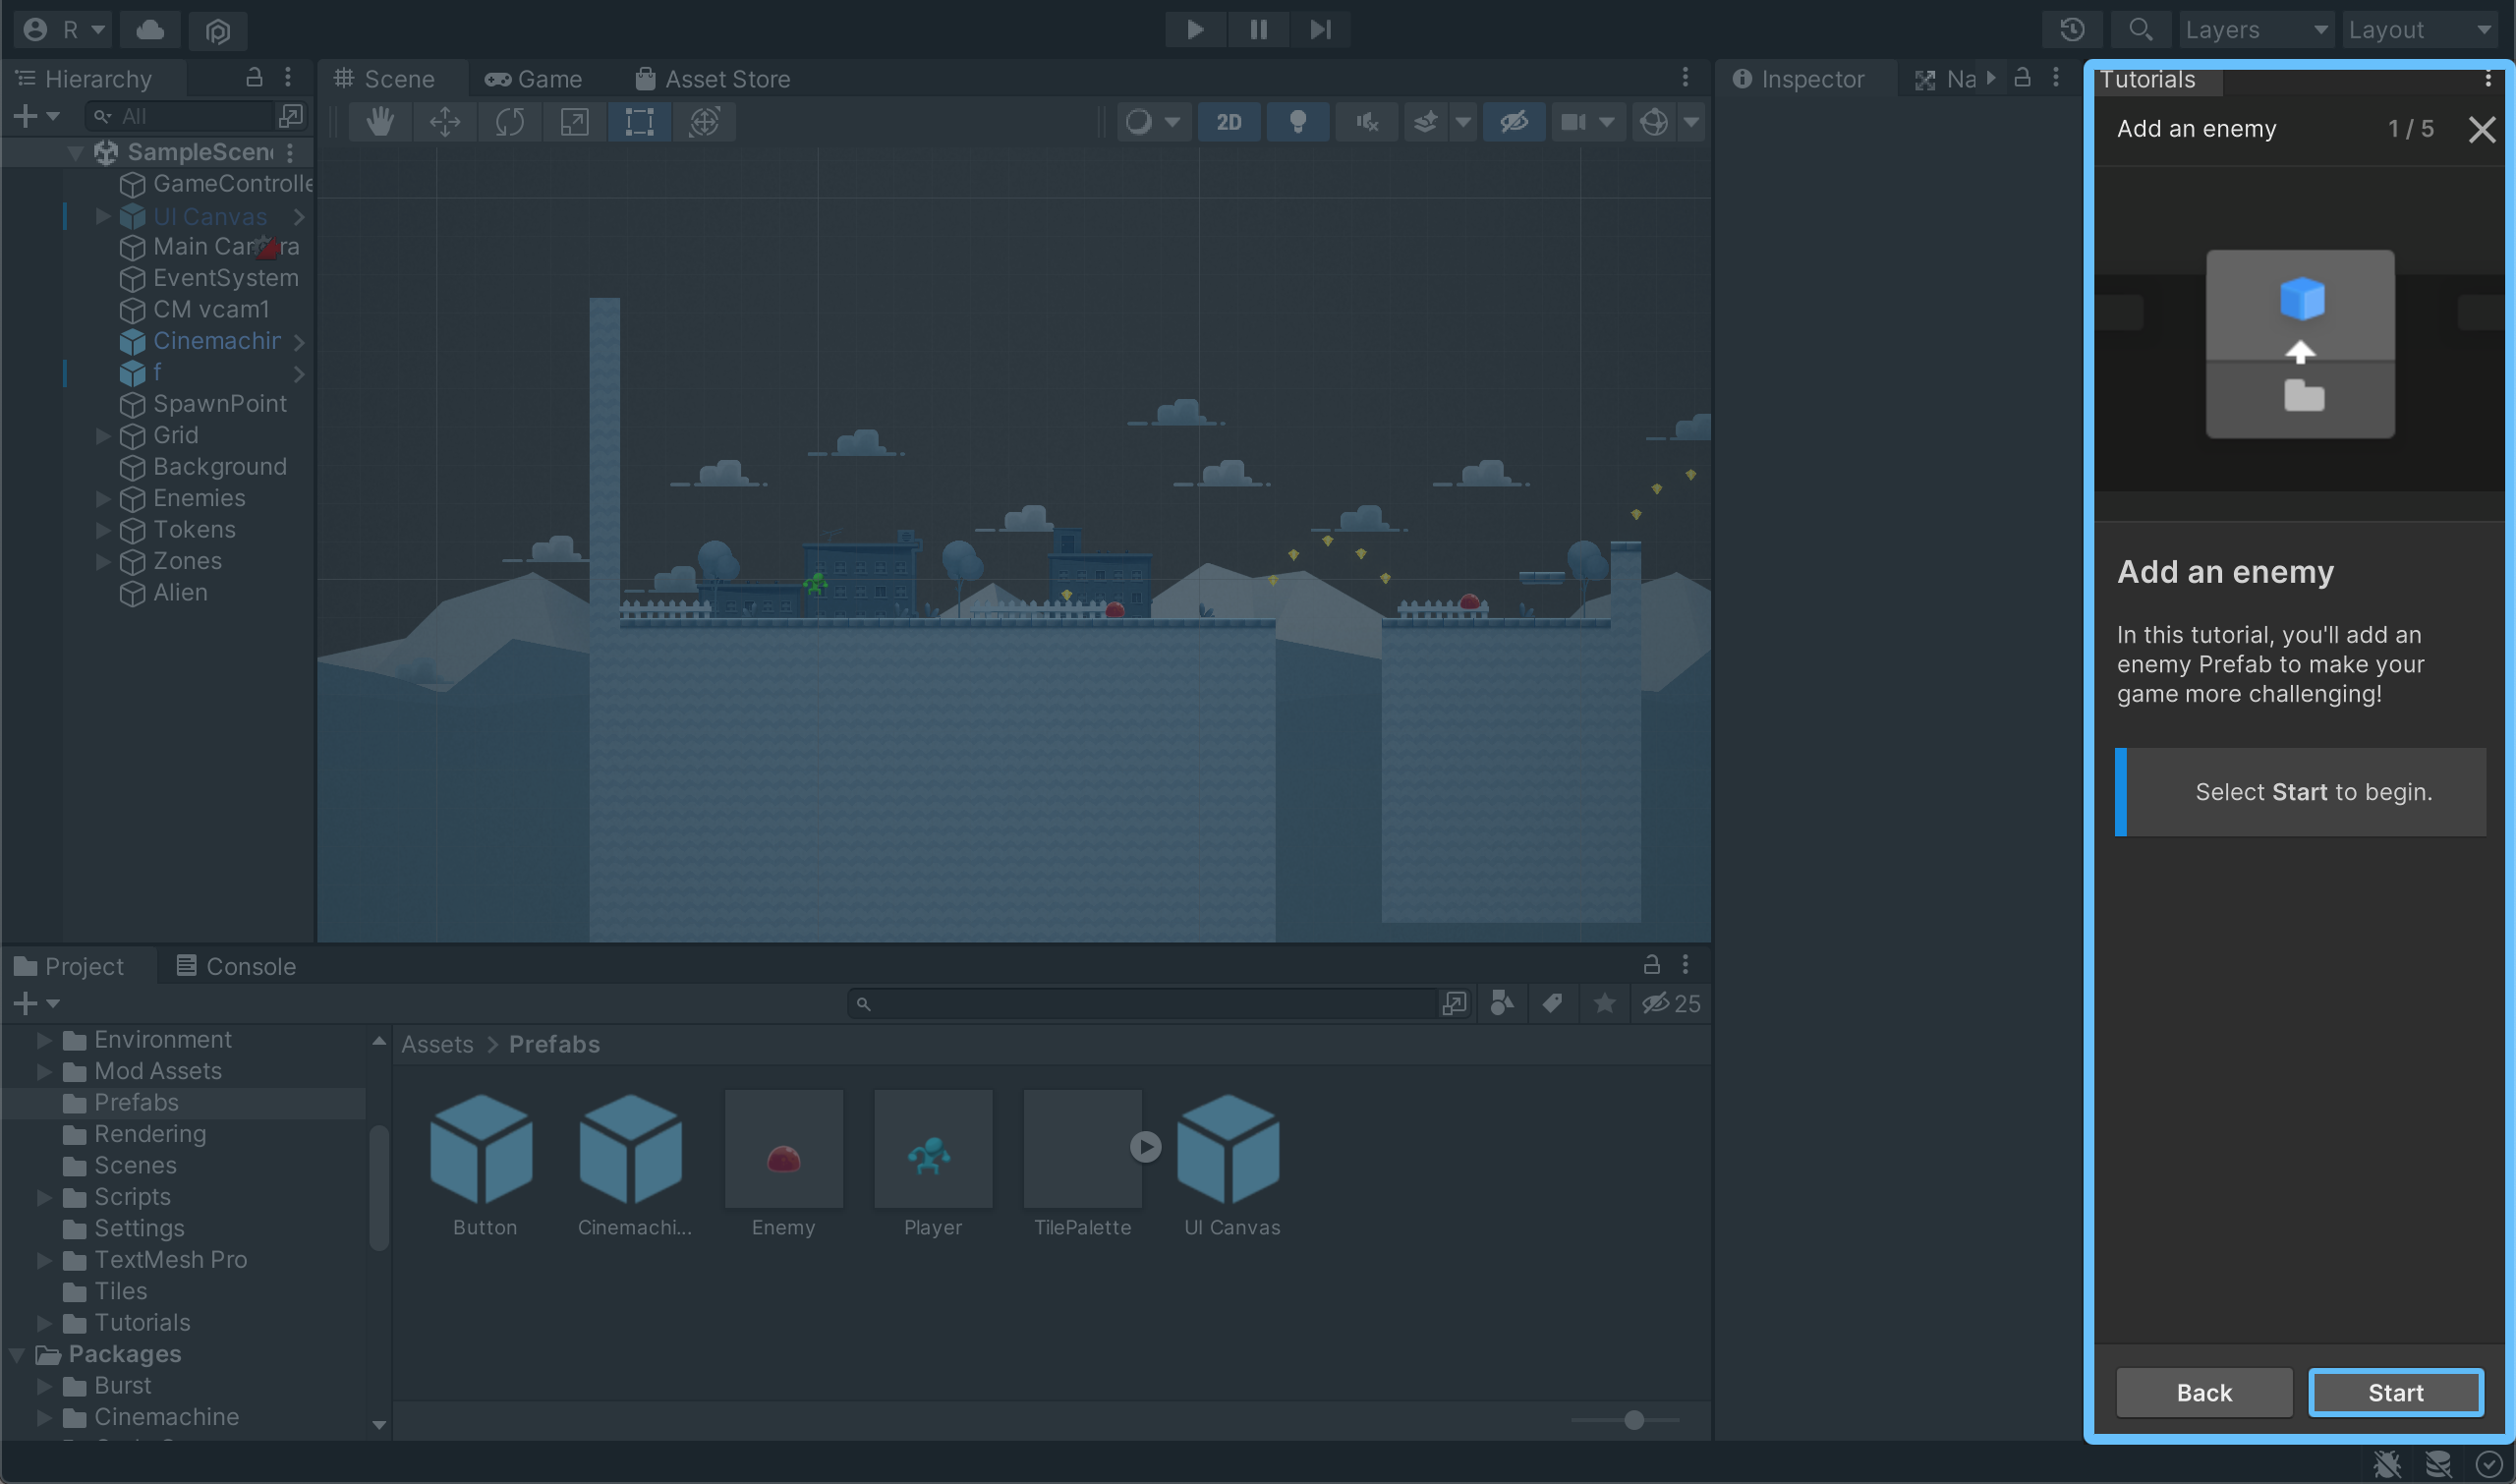 R
Layers
Layout
Hierarchy
Scene
Game
Asset Store
Inspector
Na
Tutorials
All
2D
Add an enemy
1 / 5
SampleScen
GameControlle
UI Canvas
Main Camera
EventSystem
CM vcam1
Cinemachin
f
SpawnPoint
Grid
Background
Enemies
Tokens
Zones
Alien
Add an enemy
In this tutorial, you'll add an
enemy Prefab to make your
game more challenging!
Select Start to begin.
Project
Console
25
Environment
Mod Assets
Prefabs
Rendering
Scenes
Scripts
Settings
TextMesh Pro
Tiles
Tutorials
Packages
Burst
Cinemachine
Assets > Prefabs
Button
Cinemachi...
Enemy
Player
TilePalette
UI Canvas
Back
Start